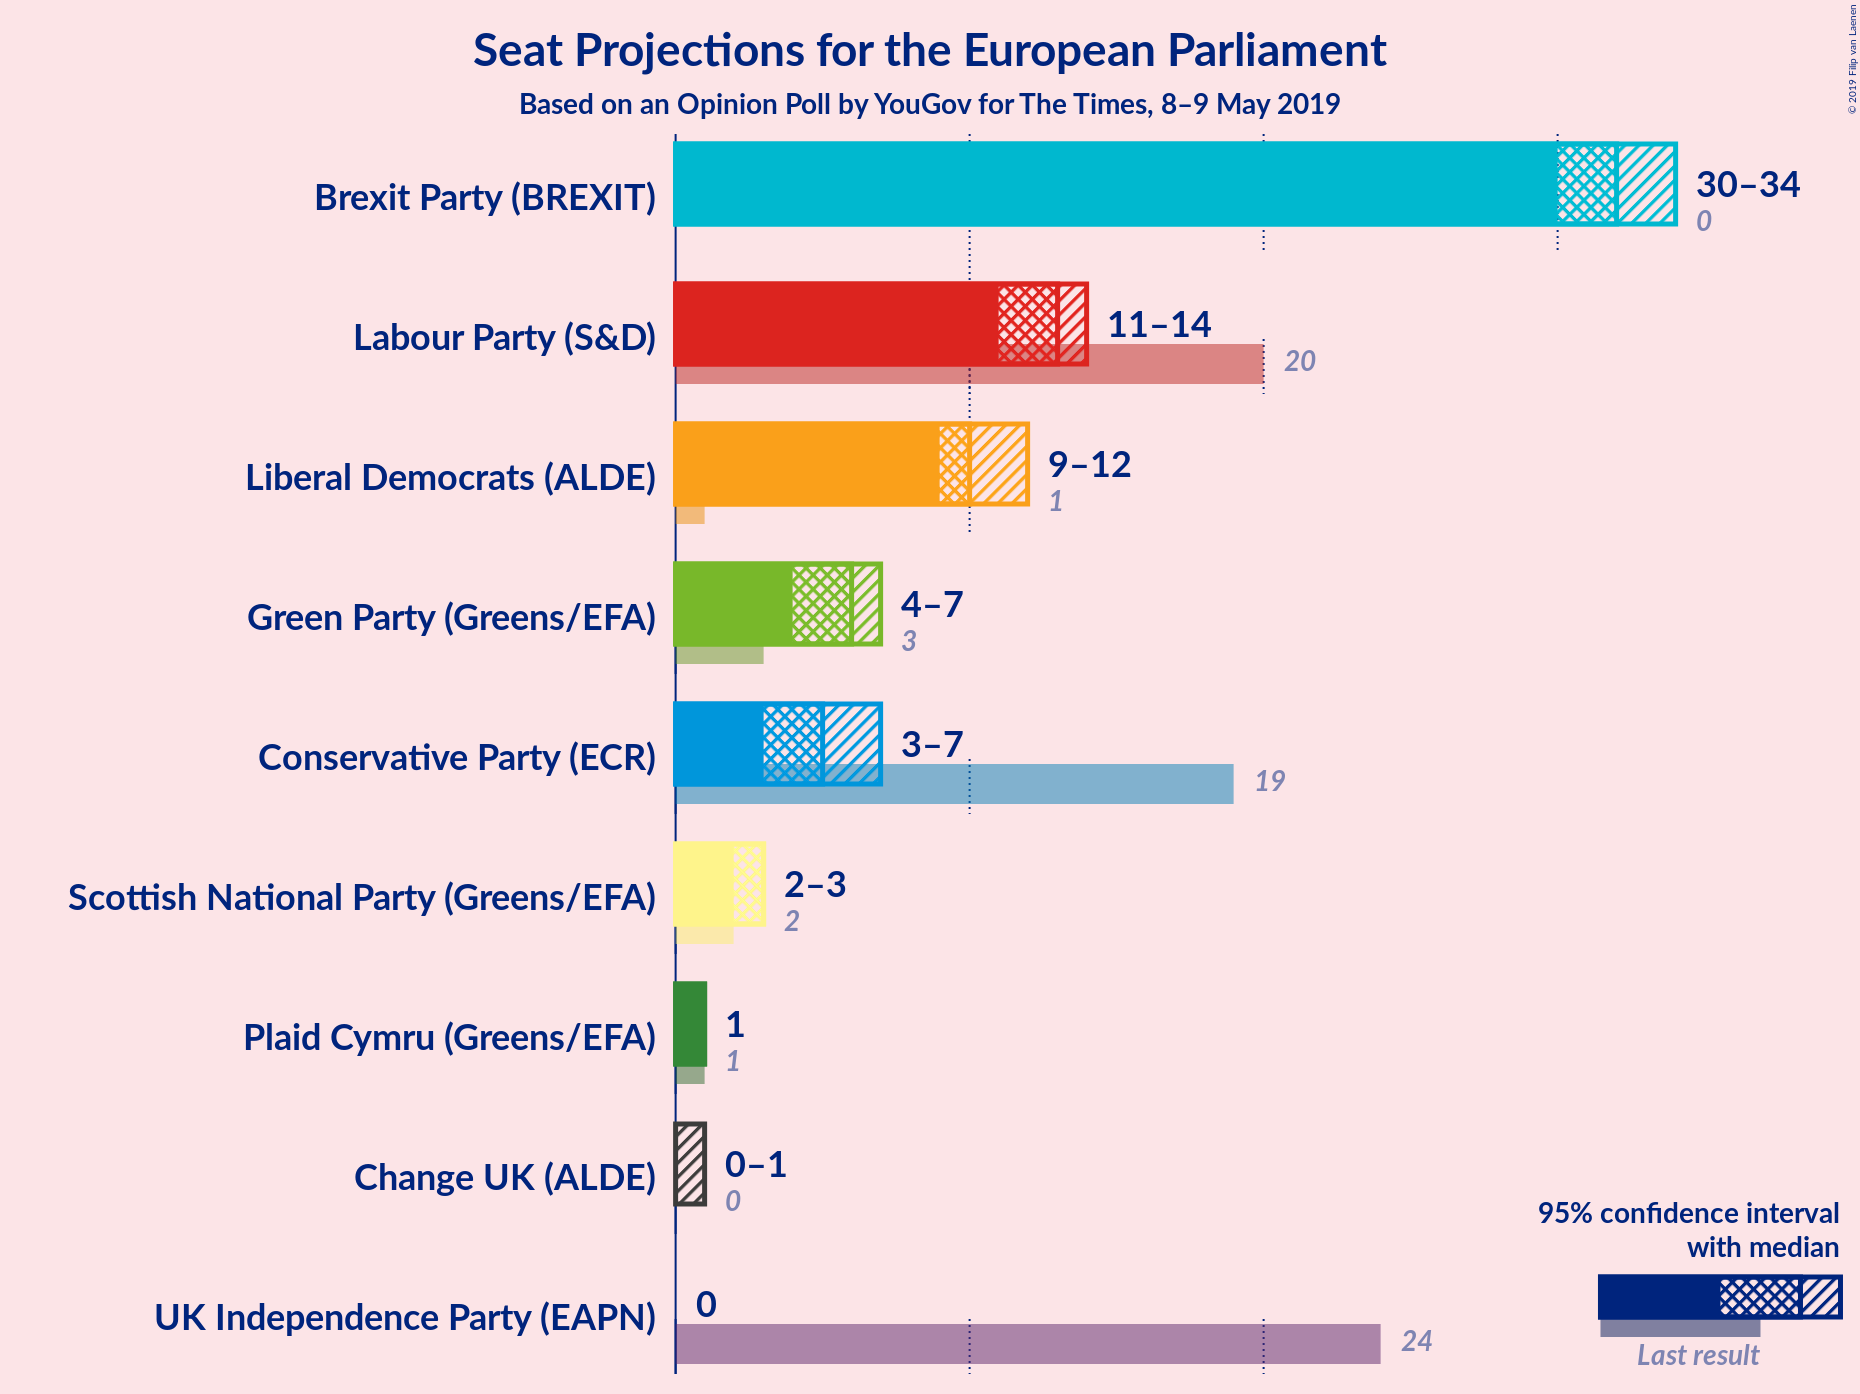 Seat Projections for the European Parliament
Based on an Opinion Poll by YouGov for The Times, 8–9 May 2019
© 2019 Filip van Laenen
Brexit Party (BREXIT)
30–34
0
Labour Party (S&D)
11–14
20
Liberal Democrats (ALDE)
9–12
1
Green Party (Greens/EFA)
4–7
3
Conservative Party (ECR)
3–7
19
Scottish National Party (Greens/EFA)
2–3
2
Plaid Cymru (Greens/EFA)
1
1
Change UK (ALDE)
0–1
0
UK Independence Party (EAPN)
0
24
95% confidence interval
with median
Last result